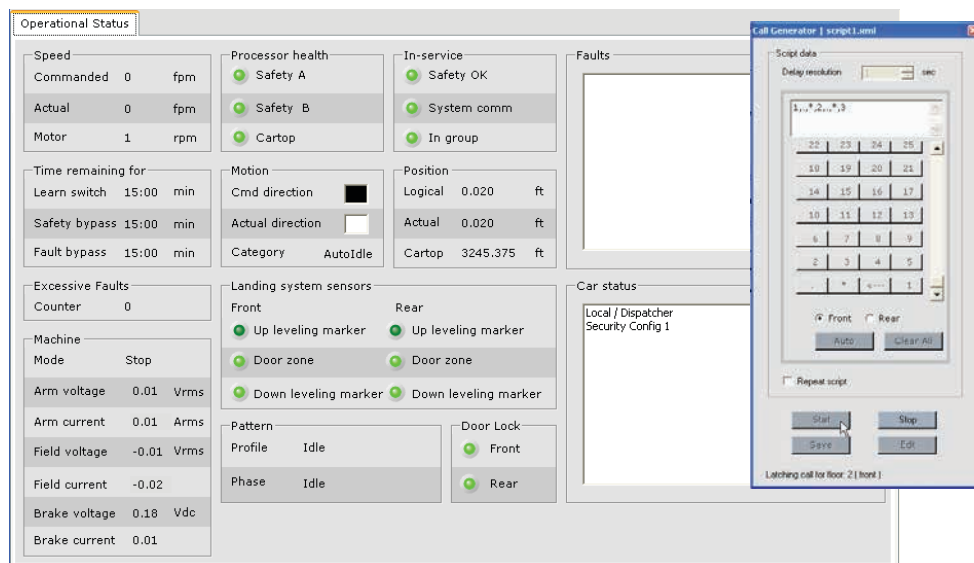 Operational Status
Speed
Commanded 0 fpm
Actual 0 fpm
Motor 1 rpm
Processor health
Safety A
Safety B
Cartop
In-service
Safety OK
System comm
In group
Faults
Time remaining for
Learn switch 15:00 min
Safety bypass 15:00 min
Fault bypass 15:00 min
Motion
Cmd direction
Actual direction
Category AutoIdle
Position
Logical 0.020 ft
Actual 0.020 ft
Cartop 3245.375 ft
Excessive Faults
Counter 0
Landing system sensors
Front Rear
Up leveling marker Up leveling marker
Door zone Door zone
Down leveling marker Down leveling marker
Car status
Local / Dispatcher
Security Config 1
Machine
Mode Stop
Arm voltage 0.01 Vrms
Arm current 0.01 Arms
Field voltage -0.01 Vrms
Field current -0.02
Brake voltage 0.18 Vdc
Brake current 0.01
Pattern
Profile Idle
Phase Idle
Door Lock
Front
Rear
Call Generator | script1.xml
Script data
Delay resolution 1 sec
1,..*,2,..*,3
22 23 24 25
18 19 20 21
14 15 16 17
10 11 12 13
6 7 8 9
2 3 4 5
. * <--- 1
Front Rear
Auto Clear All
Repeat script
Start Stop
Save Edit
Latching call for floor: 2 [ front ]